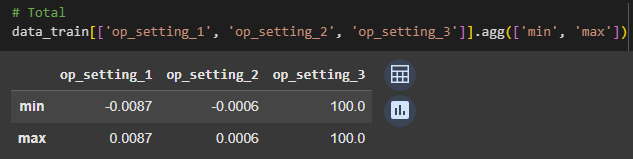 # Total
data_train[['op_setting_1', 'op_setting_2', 'op_setting_3']].agg(['min', 'max'])
op_setting_1 op_setting_2 op_setting_3
min -0.0087 -0.0006 100.0
max 0.0087 0.0006 100.0